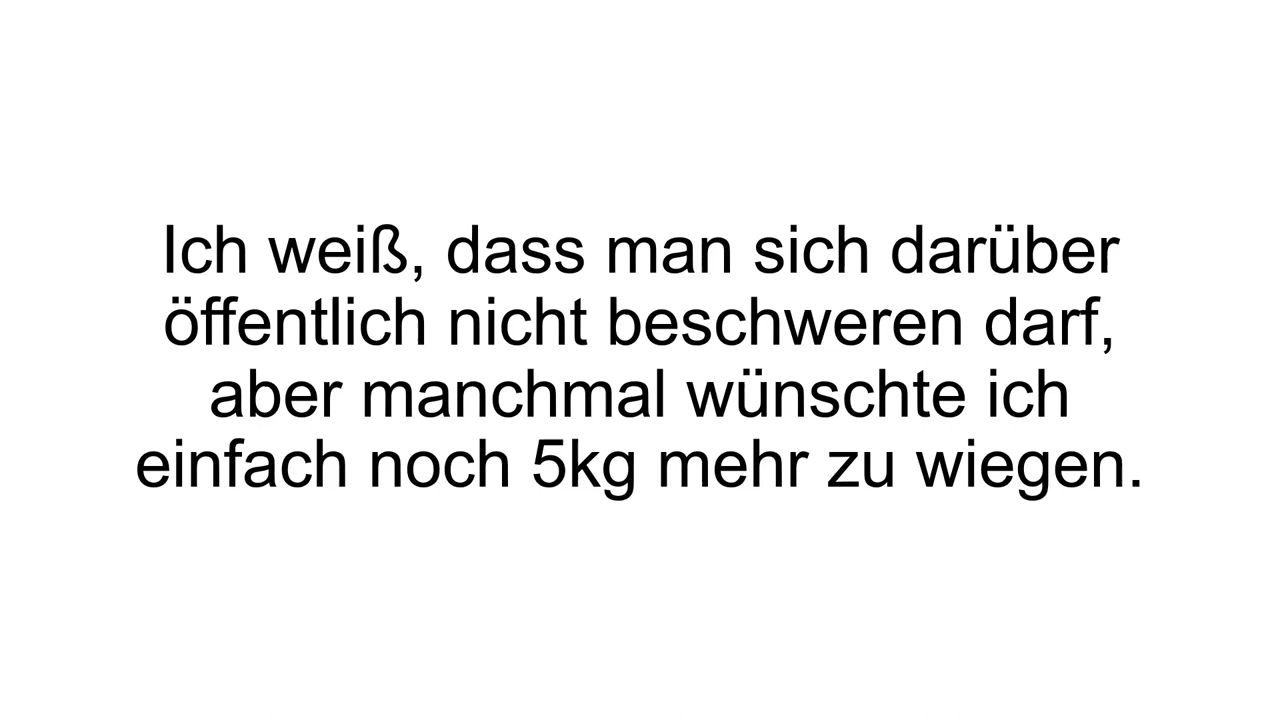 Ich weiß, dass man sich darüber
öffentlich nicht beschweren darf,
aber manchmal wünschte ich
einfach noch 5kg mehr zu wiegen.